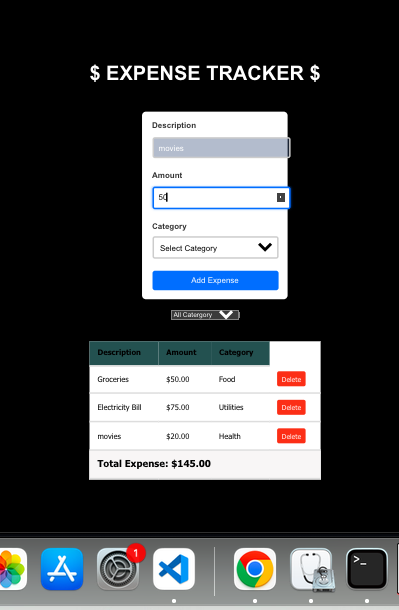 $ EXPENSE TRACKER $
Description
movies
Amount
50
Category
Select Category
Add Expense
All Catergory
Description Amount Category
Groceries $50.00 Food Delete
Electricity Bill $75.00 Utilities Delete
movies $20.00 Health Delete
Total Expense: $145.00
1
>_